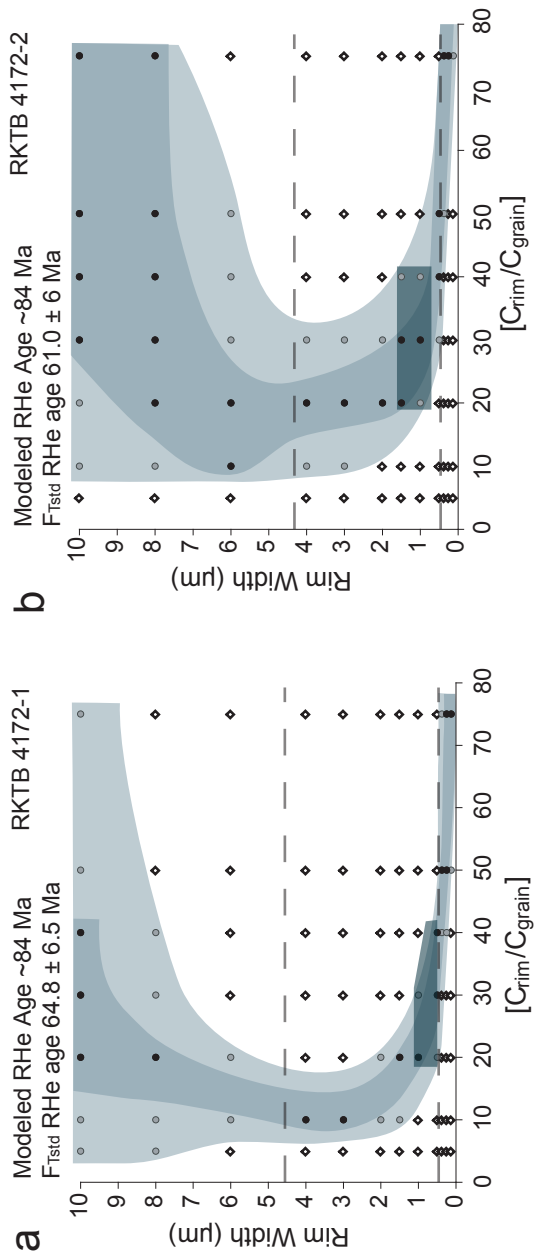 a
Modeled RHe Age ~84 Ma
RKTB 4172-1
FTstd RHe age 64.8 ± 6.5 Ma
Rim Width (µm)
10
9
8
7
6
5
4
3
2
1
0
0 10 20 30 40 50 60 70 80
[Crim/Cgrain]
b
Modeled RHe Age ~84 Ma
RKTB 4172-2
FTstd RHe age 61.0 ± 6 Ma
Rim Width (µm)
10
9
8
7
6
5
4
3
2
1
0
0 10 20 30 40 50 60 70 80
[Crim/Cgrain]